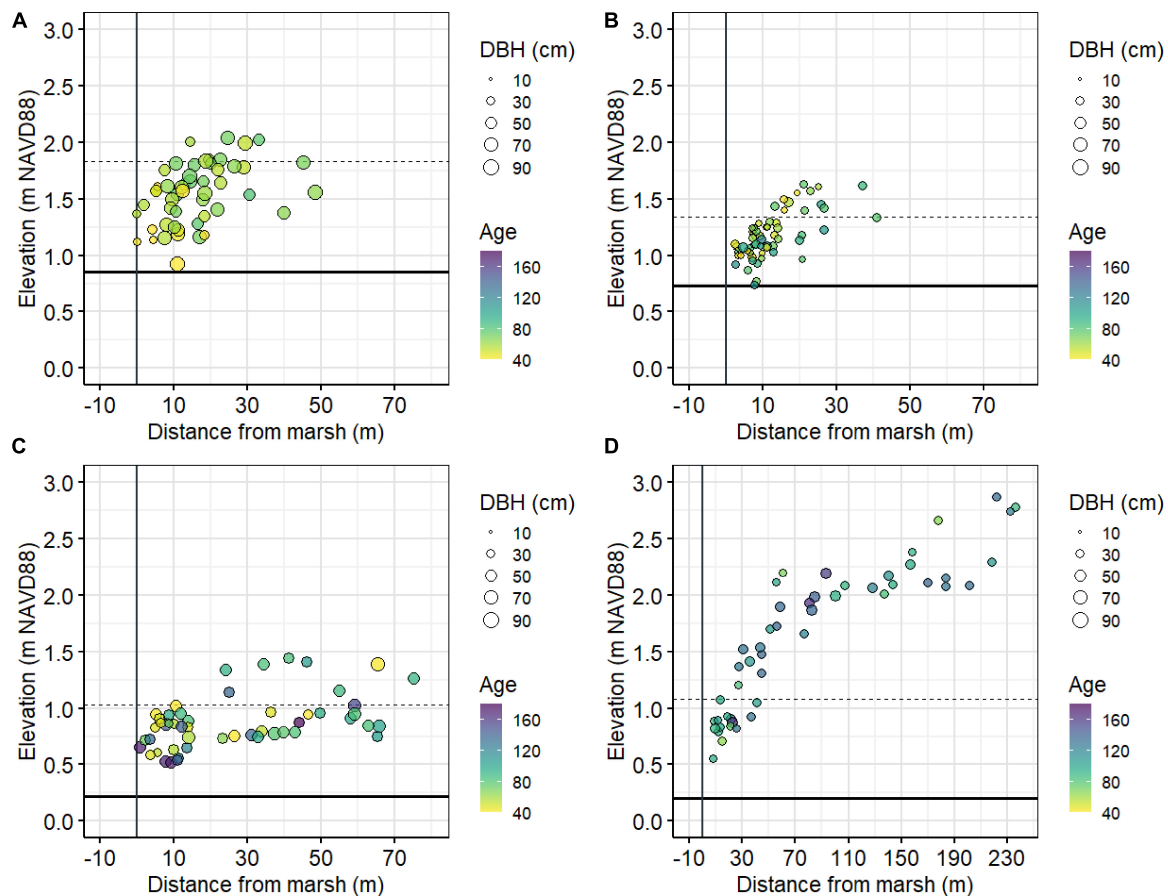 A
3.0
2.5
2.0
1.5
1.0
0.5
0.0
Elevation (m NAVD88)
-10 10 30 50 70
Distance from marsh (m)
DBH (cm)
10
30
50
70
90
Age
160
120
80
40
B
3.0
2.5
2.0
1.5
1.0
0.5
0.0
Elevation (m NAVD88)
-10 10 30 50 70
Distance from marsh (m)
DBH (cm)
10
30
50
70
90
Age
160
120
80
40
C
3.0
2.5
2.0
1.5
1.0
0.5
0.0
Elevation (m NAVD88)
-10 10 30 50 70
Distance from marsh (m)
DBH (cm)
10
30
50
70
90
Age
160
120
80
40
D
3.0
2.5
2.0
1.5
1.0
0.5
0.0
Elevation (m NAVD88)
-10 30 70 110 150 190 230
Distance from marsh (m)
DBH (cm)
10
30
50
70
90
Age
160
120
80
40